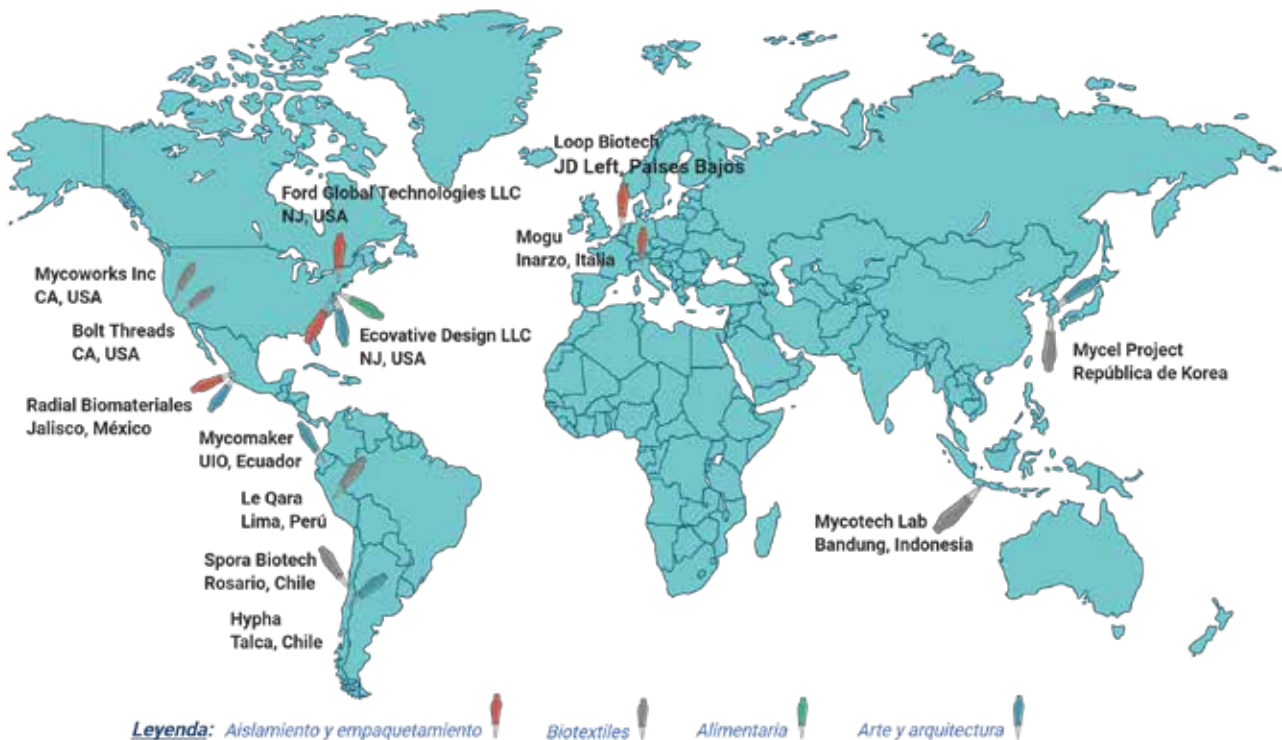 Loop Biotech
JD Left, Países Bajos
Ford Global Technologies LLC
NJ, USA
Mogu
Inarzo, Italia
Mycoworks Inc
CA, USA
Bolt Threads
CA, USA
Ecovative Design LLC
NJ, USA
Mycel Project
República de Korea
Radial Biomateriales
Jalisco, México
Mycomaker
UIO, Ecuador
Le Qara
Lima, Perú
Mycotech Lab
Bandung, Indonesia
Spora Biotech
Rosario, Chile
Hypha
Talca, Chile
Leyenda: Aislamiento y empaquetamiento Biotextiles Alimentaria Arte y arquitectura